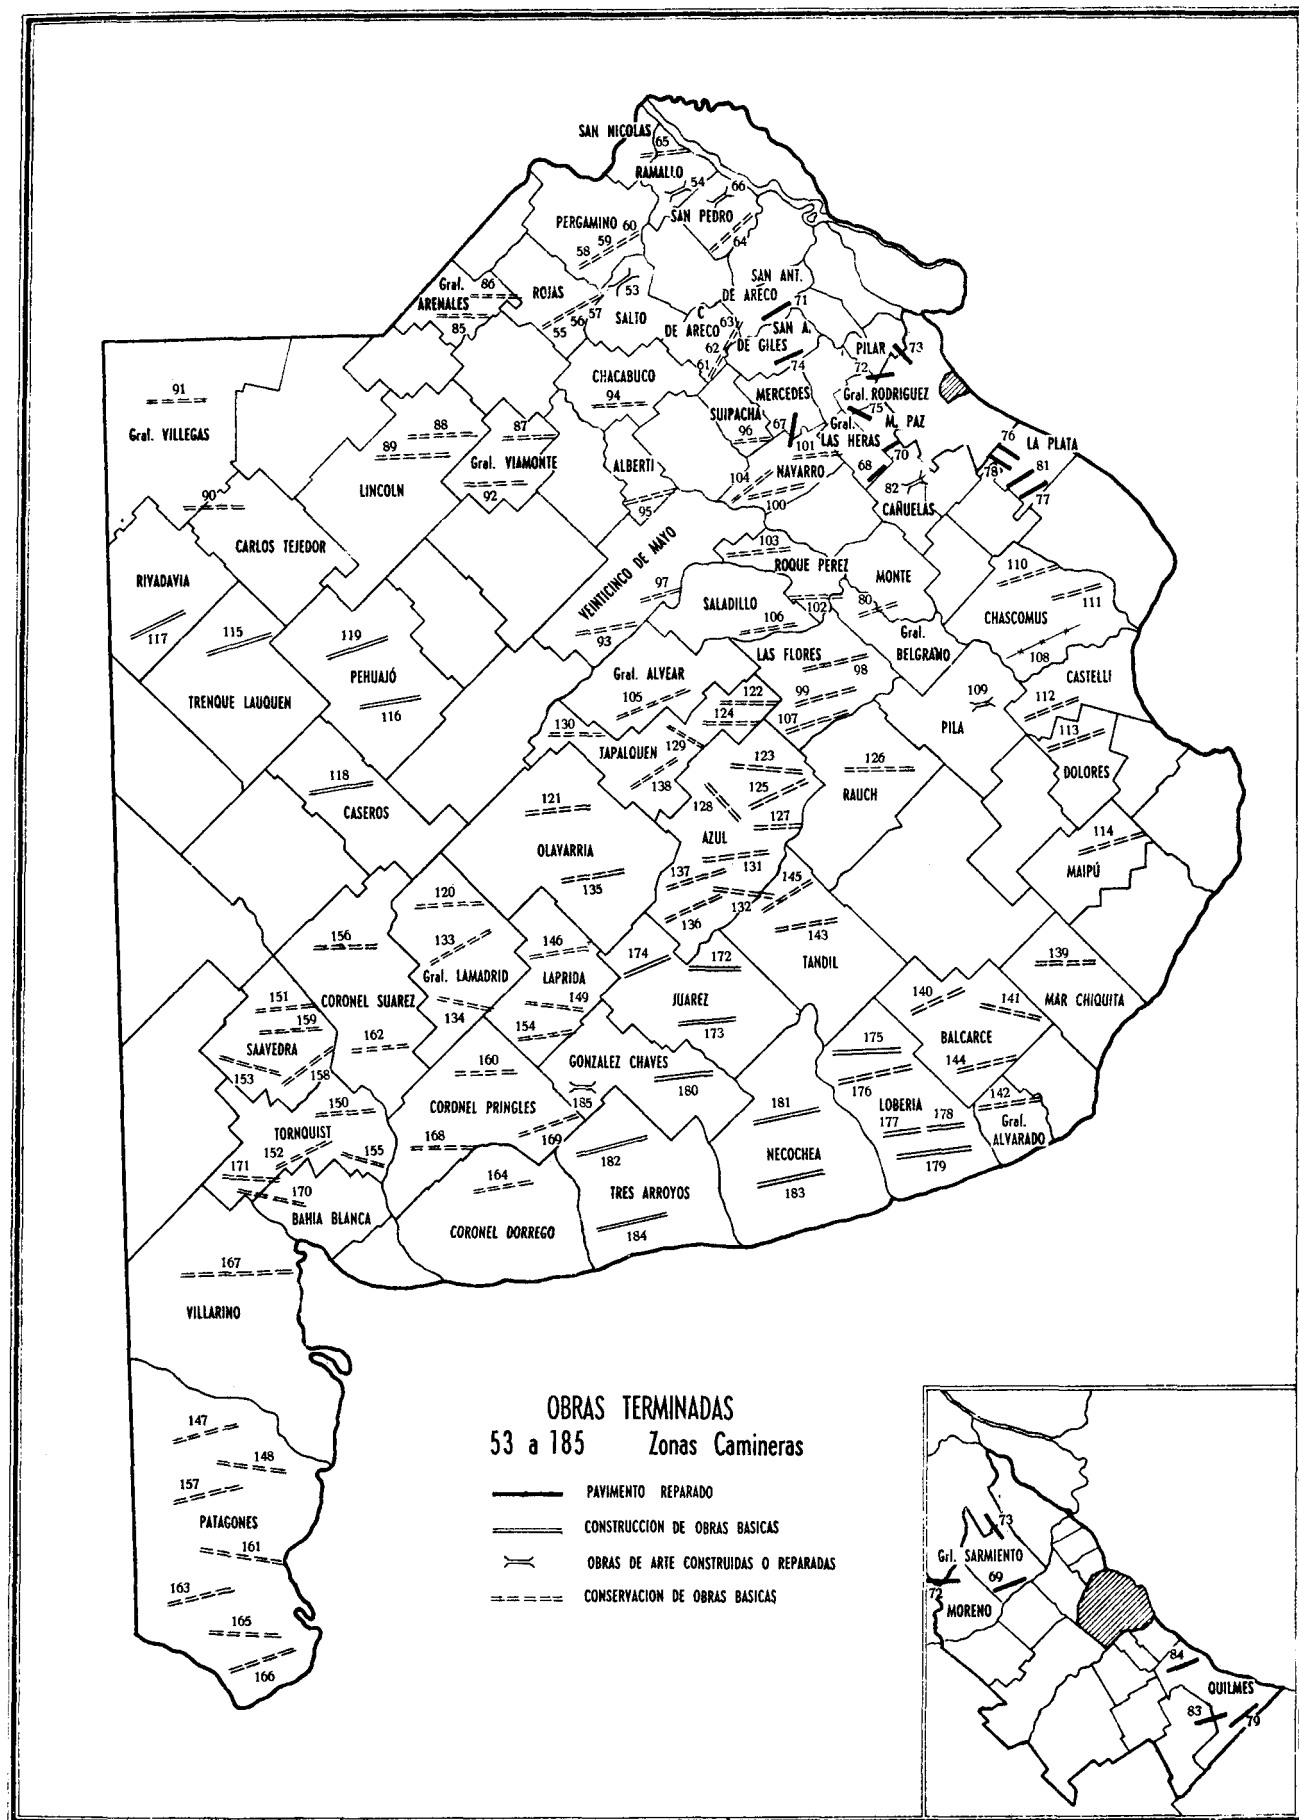 SAN NICOLAS
65
RAMALLO
54
66
SAN PEDRO
PERGAMINO 60
59
58
64
Gral.
ARENALES
86
85
ROJAS
53
57
56
55
SALTO
SAN ANT.
DE ARECO
71
C
DE ARECO
63
62
61
SAN A.
DE GILES
74
PILAR
73
72
CHACABUCO
94
MERCEDES
67
Gral. RODRIGUEZ
75
M. PAZ
SUIPACHA
96
Gral.
LAS HERAS
70
68
101
NAVARRO
104
100
82
CAÑUELAS
76
LA PLATA
78
81
77
91
Gral. VILLEGAS
90
88
89
LINCOLN
87
Gral. VIAMONTE
92
ALBERTI
95
CARLOS TEJEDOR
RIVADAVIA
117
115
TRENQUE LAUQUEN
119
PEHUAJÓ
116
VEINTICINCO DE MAYO
97
93
103
ROQUE PEREZ
102
SALADILLO
106
MONTE
80
Gral.
BELGRANO
110
111
CHASCOMUS
108
CASTELLI
112
113
DOLORES
109
PILA
LAS FLORES
98
99
107
Gral. ALVEAR
105
122
124
130
129
TAPALQUEN
138
123
125
128
127
AZUL
131
137
132
136
126
RAUCH
118
CASEROS
121
OLAVARRIA
135
114
MAIPÚ
145
143
TANDIL
120
133
Gral. LAMADRID
134
146
LAPRIDA
149
154
174
172
JUAREZ
173
139
MAR CHIQUITA
140
141
BALCARCE
144
156
CORONEL SUAREZ
162
151
159
SAAVEDRA
153
158
GONZALEZ CHAVES
180
185
160
CORONEL PRINGLES
168
169
175
176
LOBERIA
177
178
179
142
Gral.
ALVARADO
150
TORNQUIST
152
155
171
170
BAHIA BLANCA
164
CORONEL DORREGO
182
TRES ARROYOS
184
181
NECOCHEA
183
167
VILLARINO
147
148
157
PATAGONES
161
163
165
166
OBRAS TERMINADAS
53 a 185 Zonas Camineras
PAVIMENTO REPARADO
CONSTRUCCION DE OBRAS BASICAS
OBRAS DE ARTE CONSTRUIDAS O REPARADAS
CONSERVACION DE OBRAS BASICAS
73
Grl. SARMIENTO
69
72
MORENO
84
QUILMES
83
79